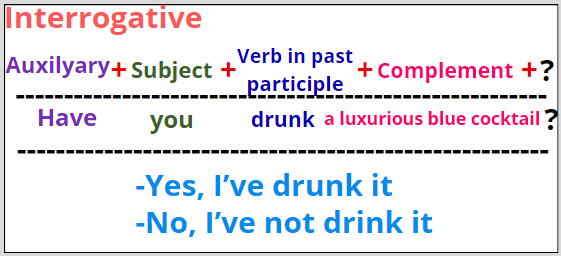 Interrogative
Auxilyary + Subject + Verb in past participle + Complement + ?
Have you drunk a luxurious blue cocktail ?
-Yes, I’ve drunk it
-No, I’ve not drink it